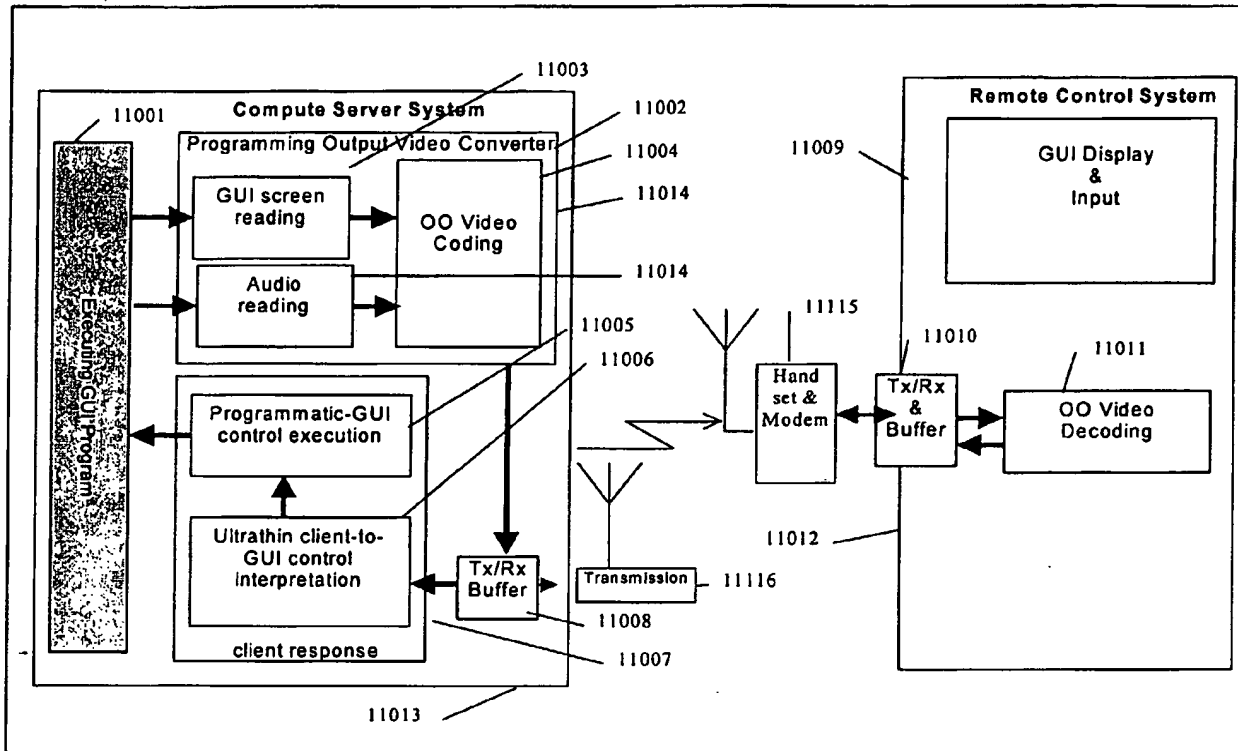 11003
Compute Server System
Remote Control System
11001
11002
Programming Output Video Converter
11004
11009
GUI Display
&
Input
11014
GUI screen
reading
OO Video
Coding
Audio
reading
11014
11115
11005
11010
11011
11006
Executing GUI Program
Hand
set &
Modem
Tx/Rx
&
Buffer
OO Video
Decoding
Programmatic-GUI
control execution
Ultrathin client-to-
GUI control
interpretation
11012
Tx/Rx
Buffer
Transmission
11116
11008
client response
11007
11013